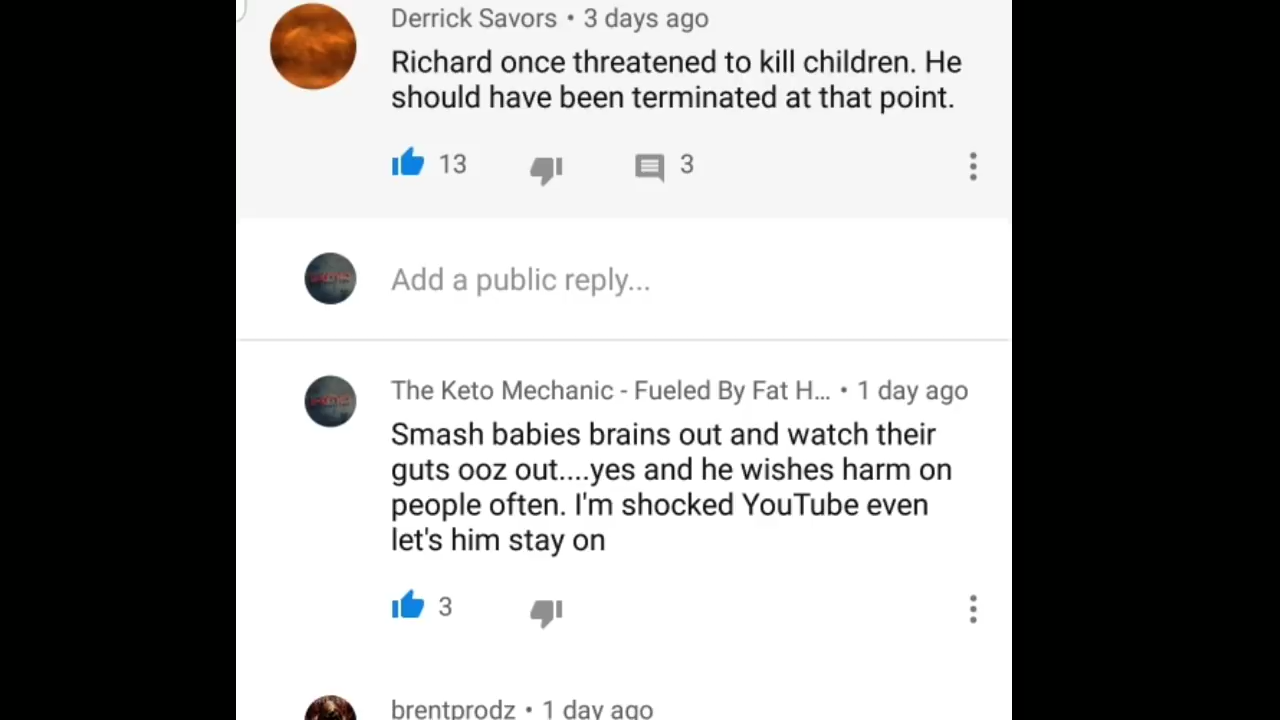 Derrick Savors • 3 days ago
Richard once threatened to kill children. He
should have been terminated at that point.
13 3
Add a public reply...
The Keto Mechanic - Fueled By Fat H... • 1 day ago
Smash babies brains out and watch their
guts ooz out....yes and he wishes harm on
people often. I'm shocked YouTube even
let's him stay on
3
brentprodz • 1 day ago